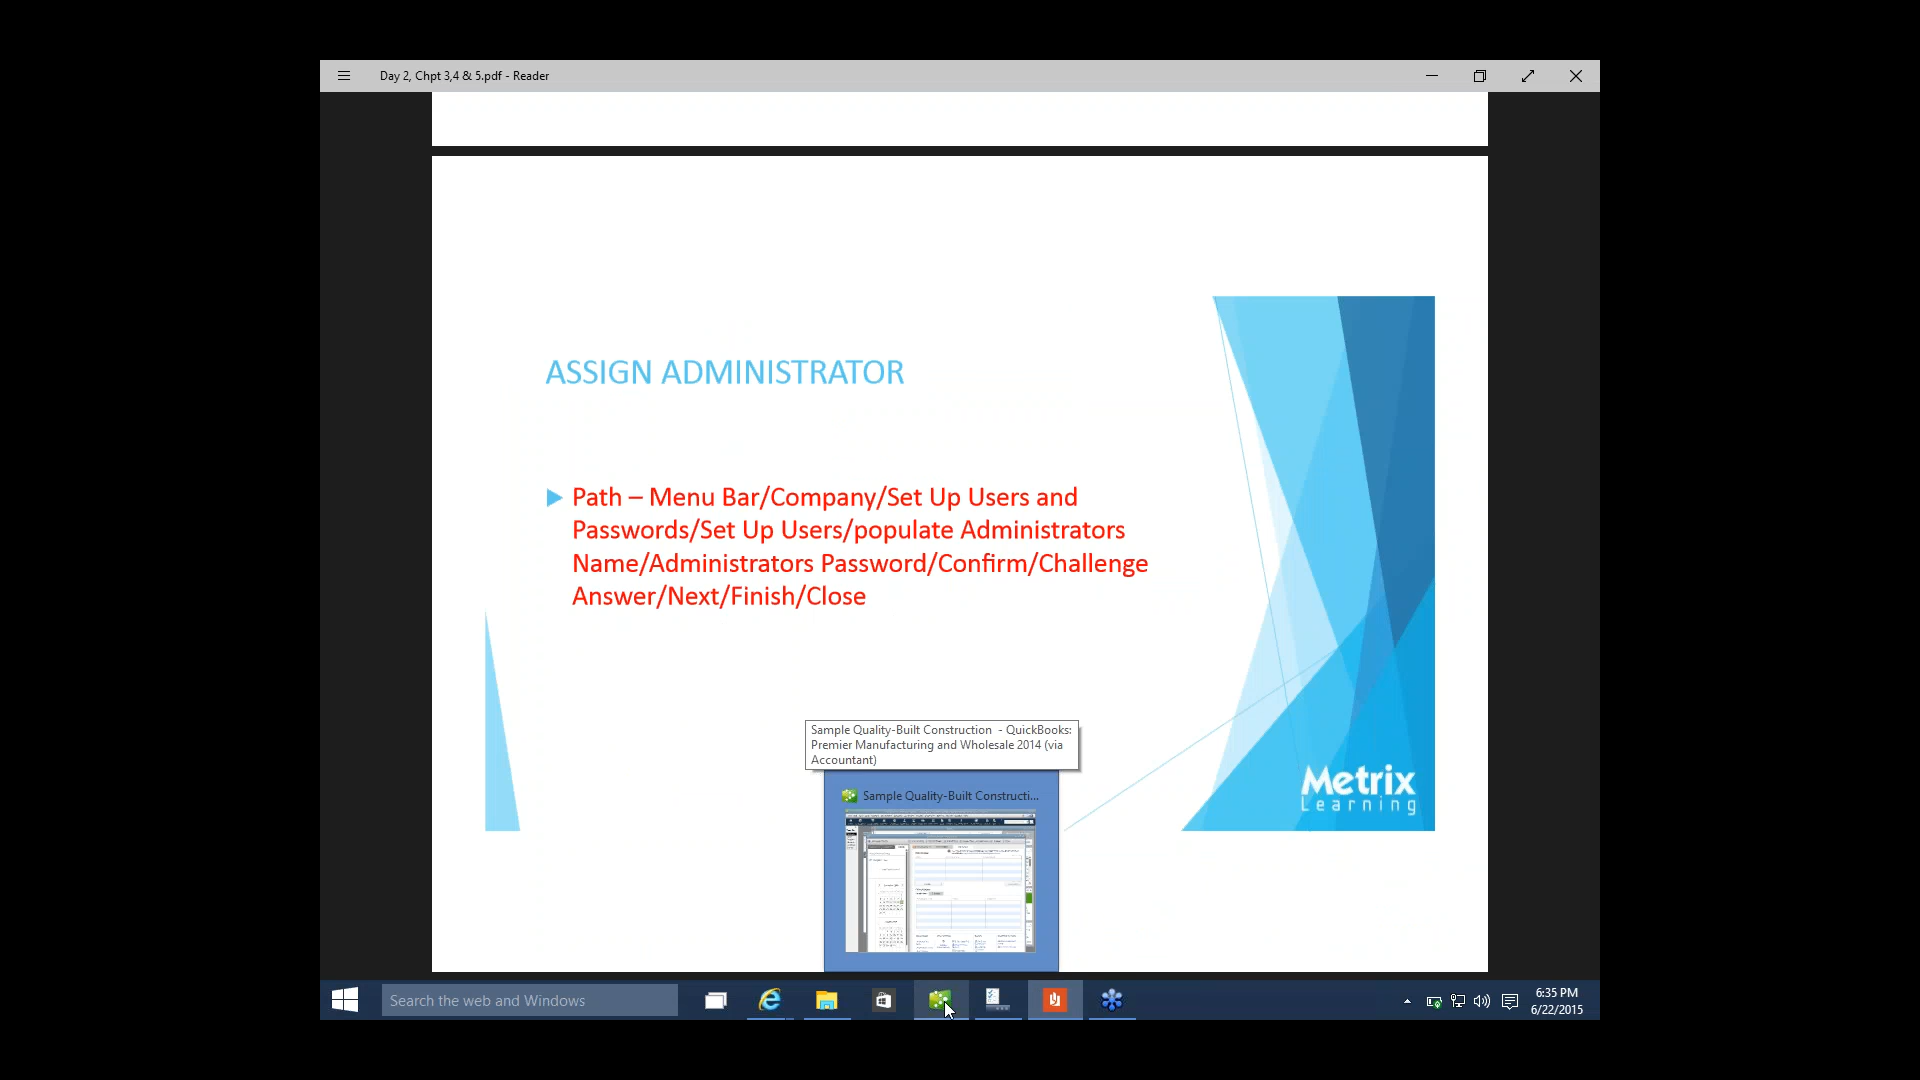 Day 2, Chpt 3,4 & 5.pdf - Reader
ASSIGN ADMINISTRATOR
Path – Menu Bar/Company/Set Up Users and
Passwords/Set Up Users/populate Administrators
Name/Administrators Password/Confirm/Challenge
Answer/Next/Finish/Close
Metrix
Learning
Sample Quality-Built Construction - QuickBooks:
Premier Manufacturing and Wholesale 2014 (via
Accountant)
Sample Quality-Built Constructi...
Search the web and Windows
6:35 PM
6/22/2015